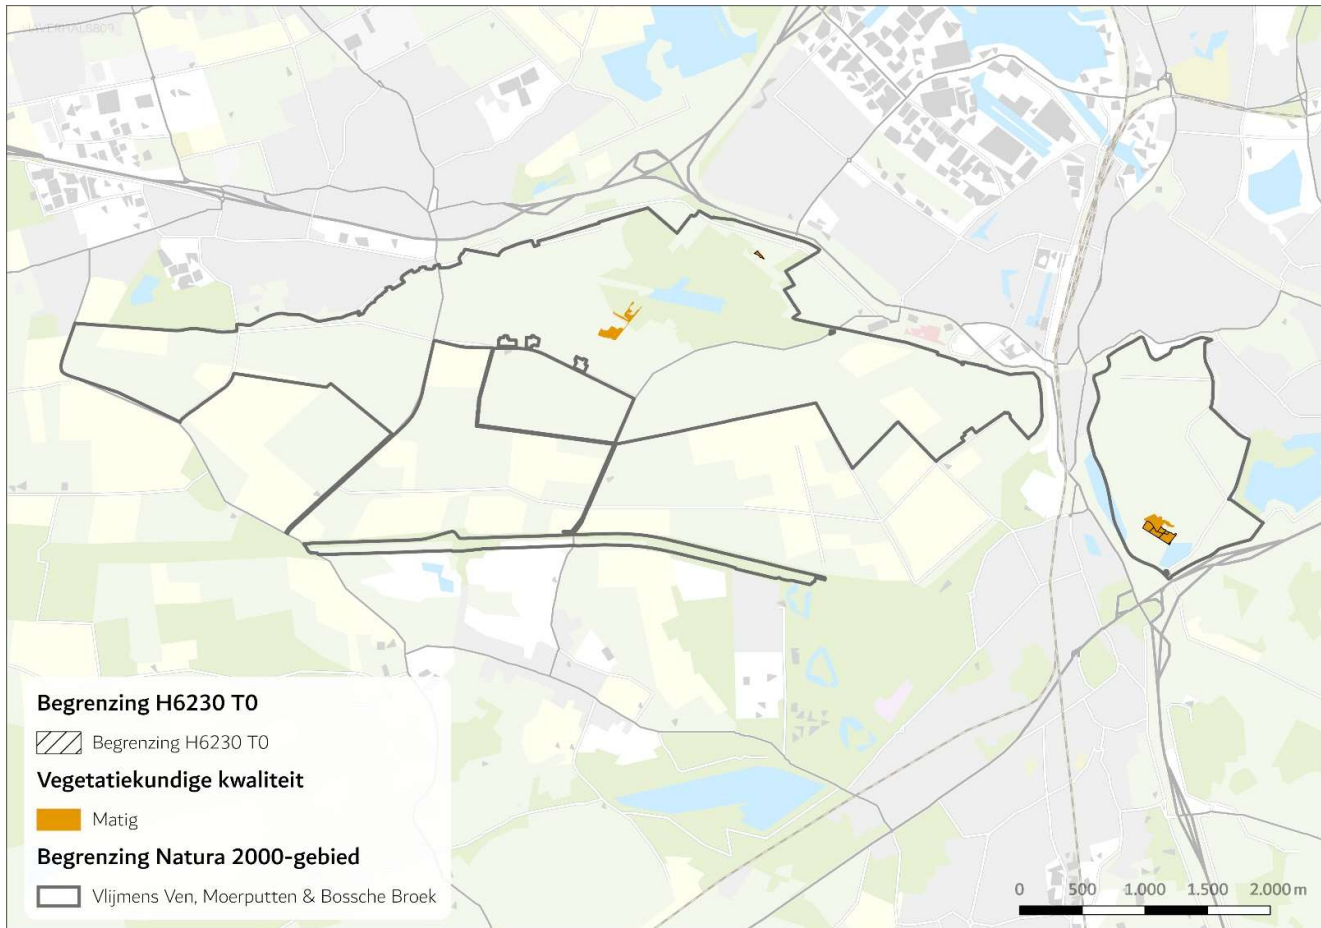 Begrenzing H6230 T0
Begrenzing H6230 T0
Vegetatiekundige kwaliteit
Matig
Begrenzing Natura 2000-gebied
Vlijmens Ven, Moerputten & Bossche Broek
0 500 1.000 1.500 2.000 m